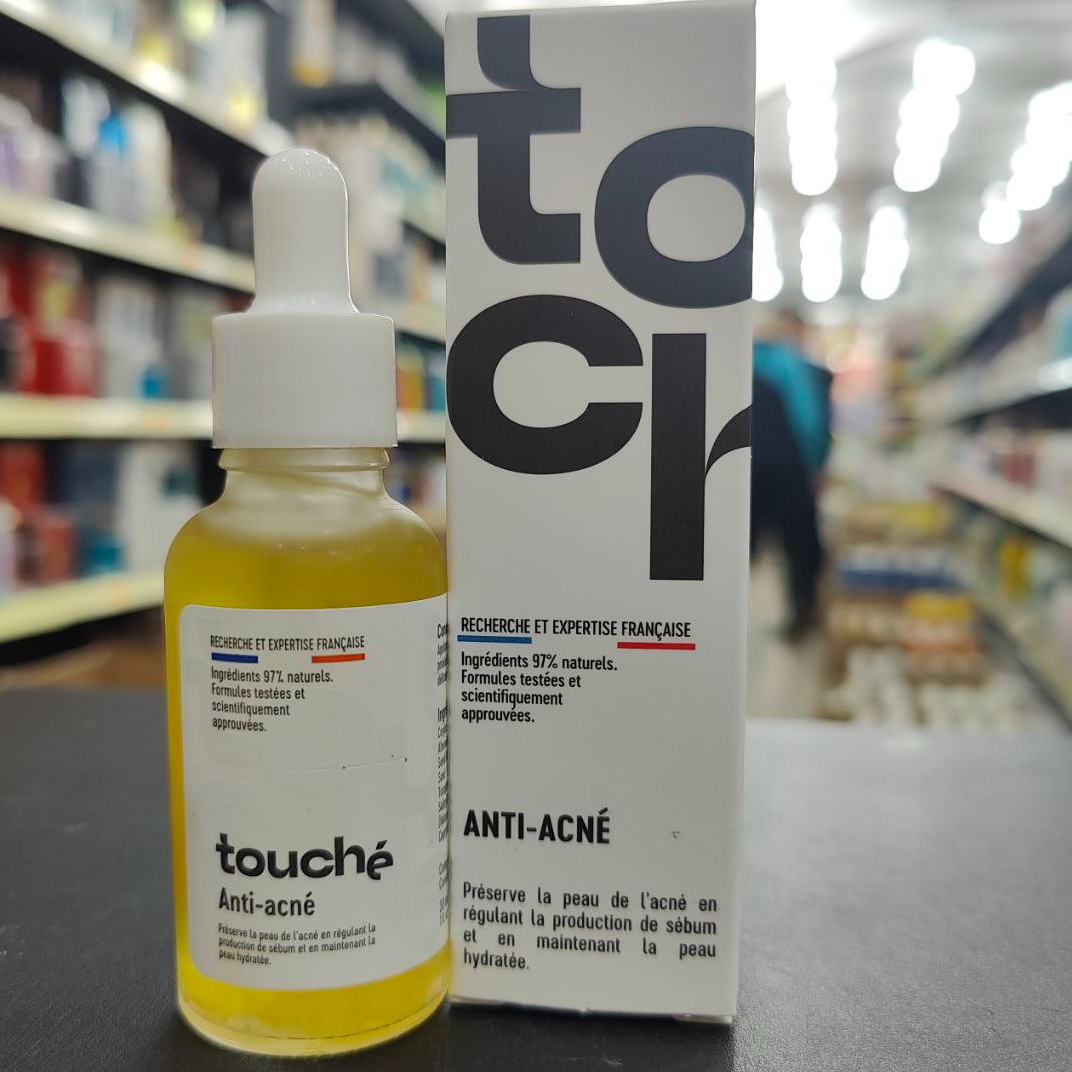 RECHERCHE ET EXPERTISE FRANÇAISE
Ingrédients 97% naturels.
Formules testées et
scientifiquement
approuvées.
touché
Anti-acné
Préserve la peau de l'acné en régulant la
production de sébum et en maintenant la
peau hydratée.
t
o
c
h
RECHERCHE ET EXPERTISE FRANÇAISE
Ingrédients 97% naturels.
Formules testées et
scientifiquement
approuvées.
ANTI-ACNÉ
Préserve la peau de l'acné en
régulant la production de sébum
et en maintenant la peau
hydratée.